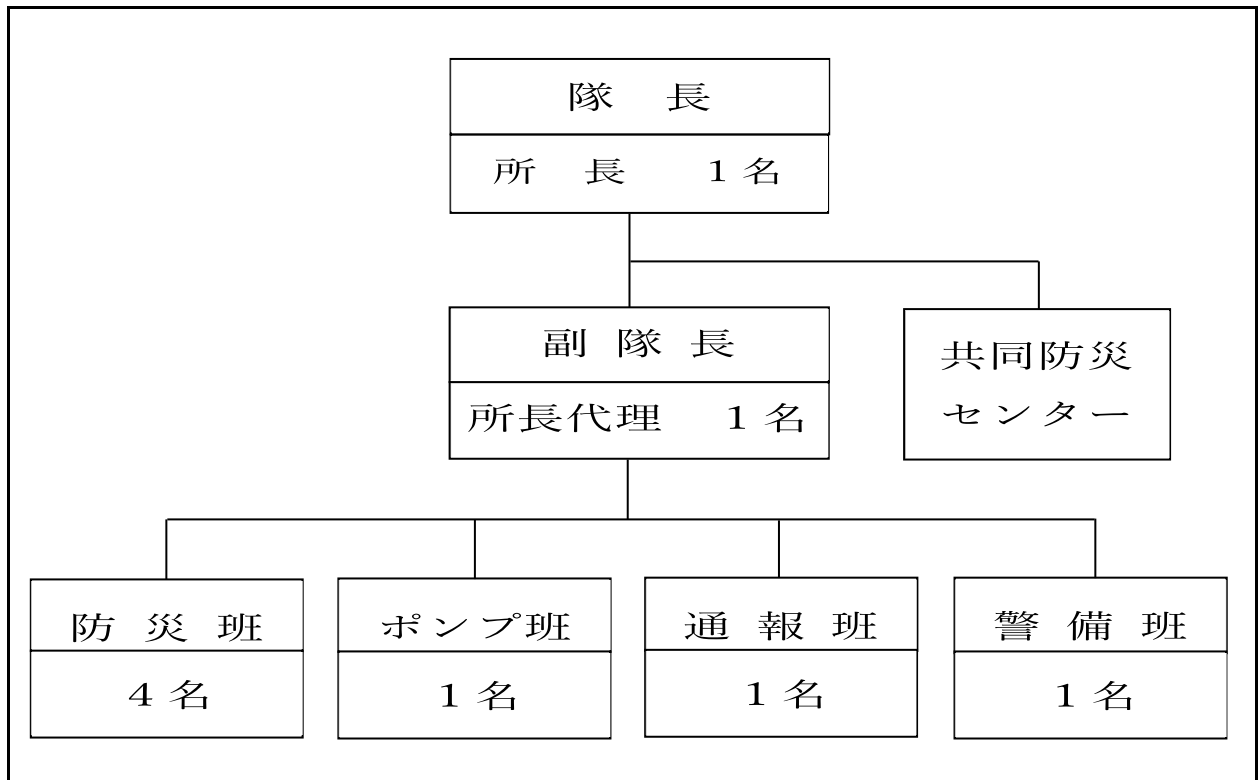 隊長
所長 1名
副隊長
所長代理 1名
共同防災
センター
防災班
4名
ポンプ班
1名
通報班
1名
警備班
1名